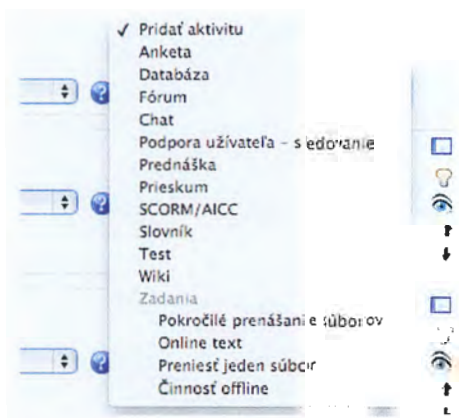 ✓ Pridať aktivitu
Anketa
Databáza
Fórum
Chat
Podpora užívateľa – sledovanie
Prednáška
Prieskum
SCORM/AICC
Slovník
Test
Wiki
Zadania
Pokročilé prenášanie súborov
Online text
Preniesť jeden súbor
Činnosť offline